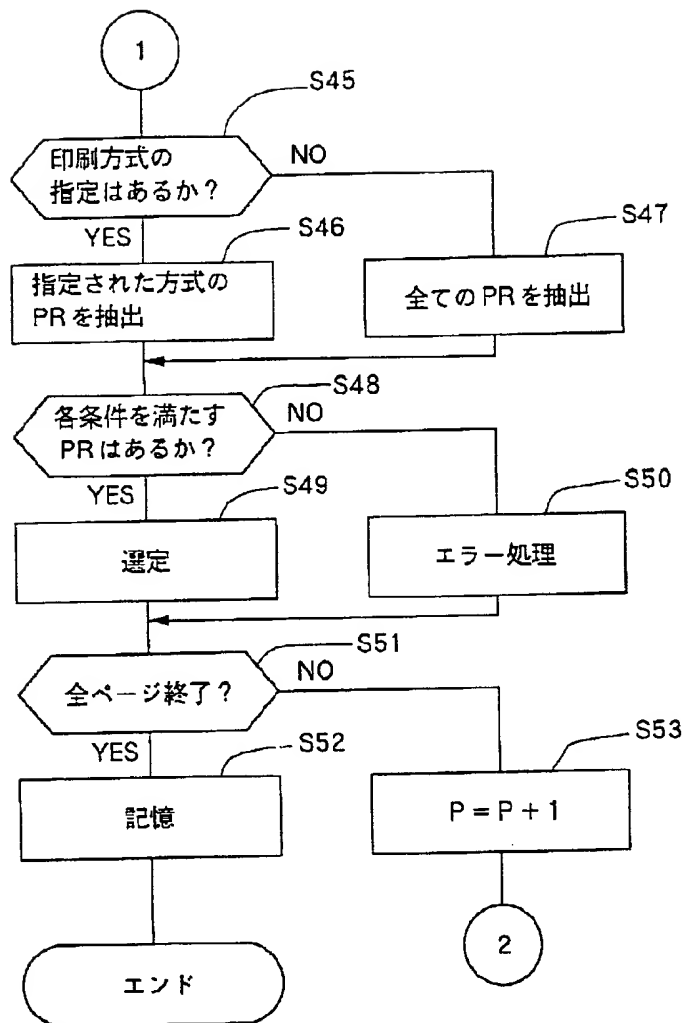 1
S45
印刷方式の
指定はあるか？
NO
YES
S46
S47
指定された方式の
PRを抽出
全てのPRを抽出
S48
各条件を満たす
PRはあるか？
NO
YES
S49
S50
選定
エラー処理
S51
全ページ終了？
NO
YES
S52
S53
記憶
P = P + 1
2
エンド